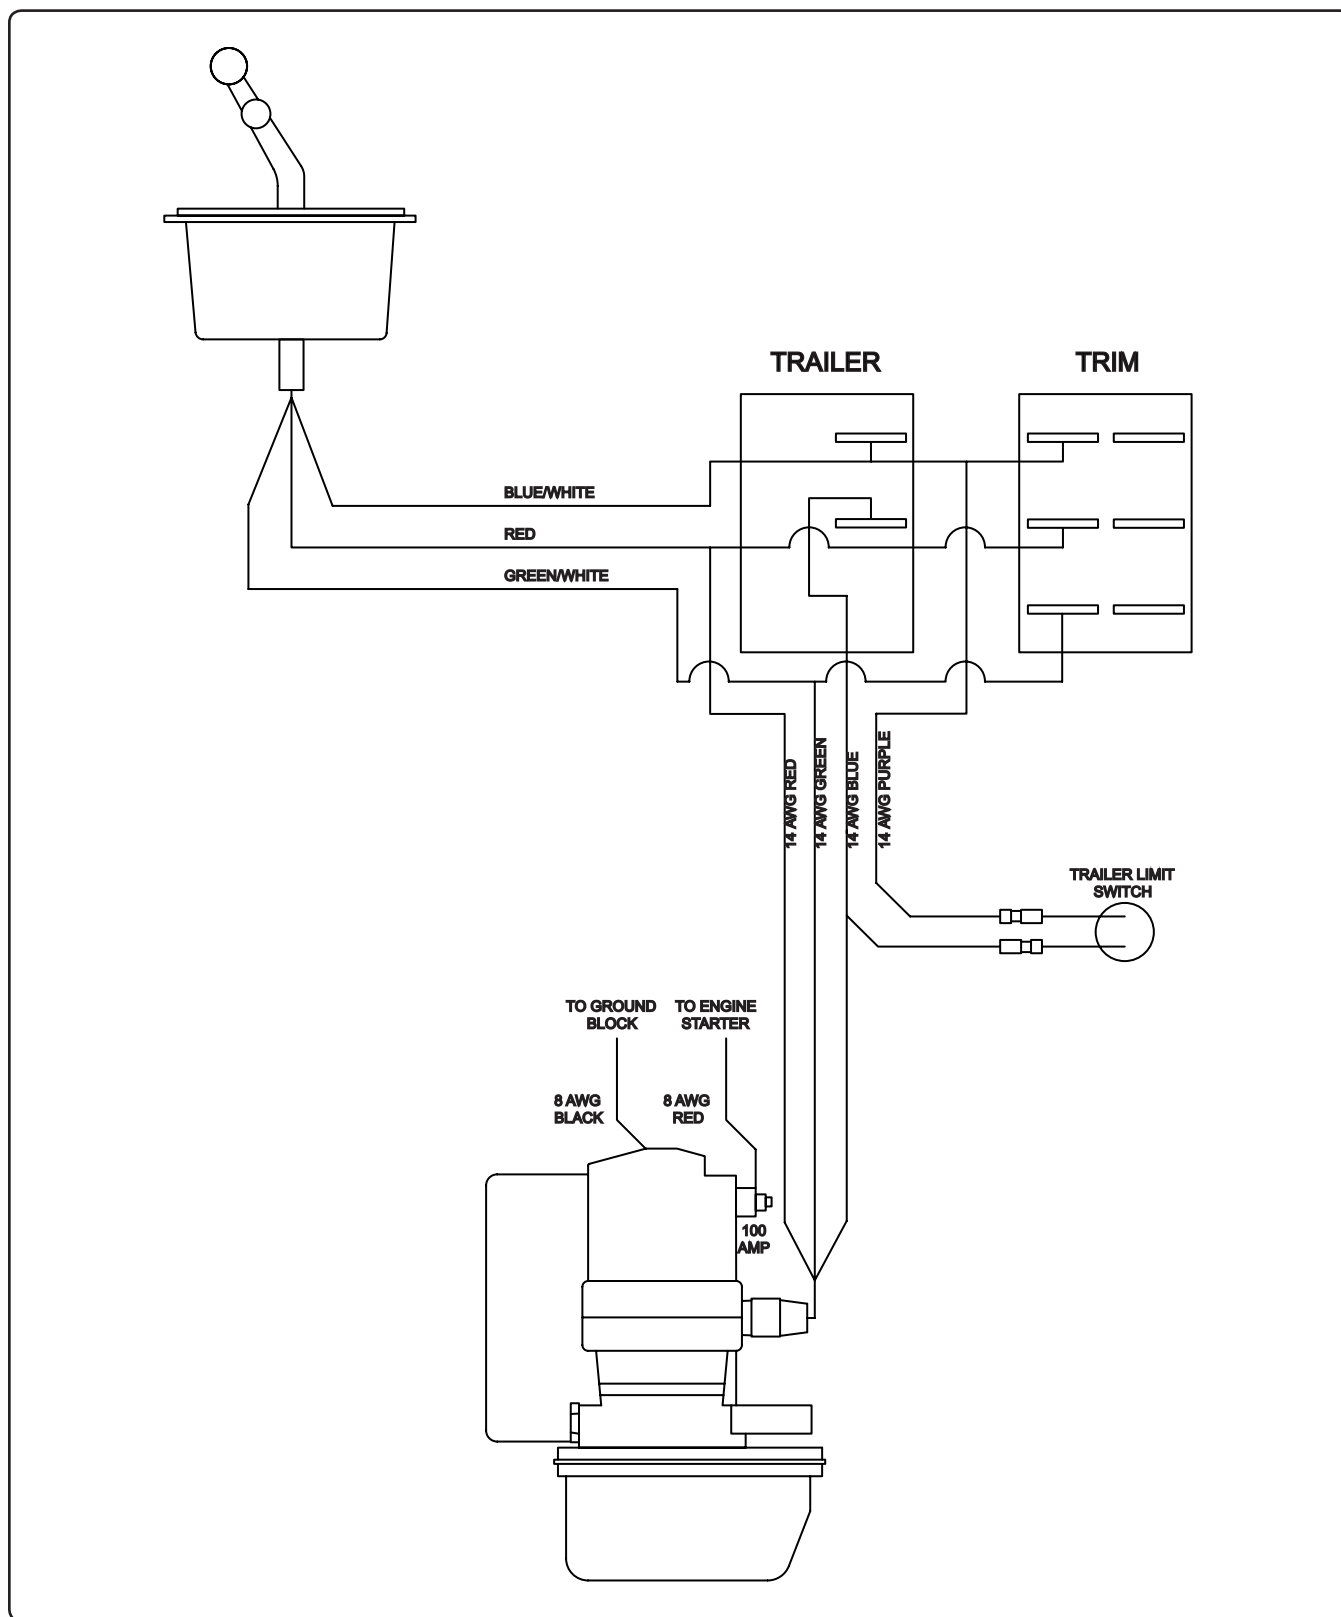 TRAILER
TRIM
BLUE/WHITE
RED
GREEN/WHITE
14 AWG RED
14 AWG GREEN
14 AWG BLUE
14 AWG PURPLE
TRAILER LIMIT
SWITCH
TO GROUND
BLOCK
TO ENGINE
STARTER
8 AWG
BLACK
8 AWG
RED
100
AMP